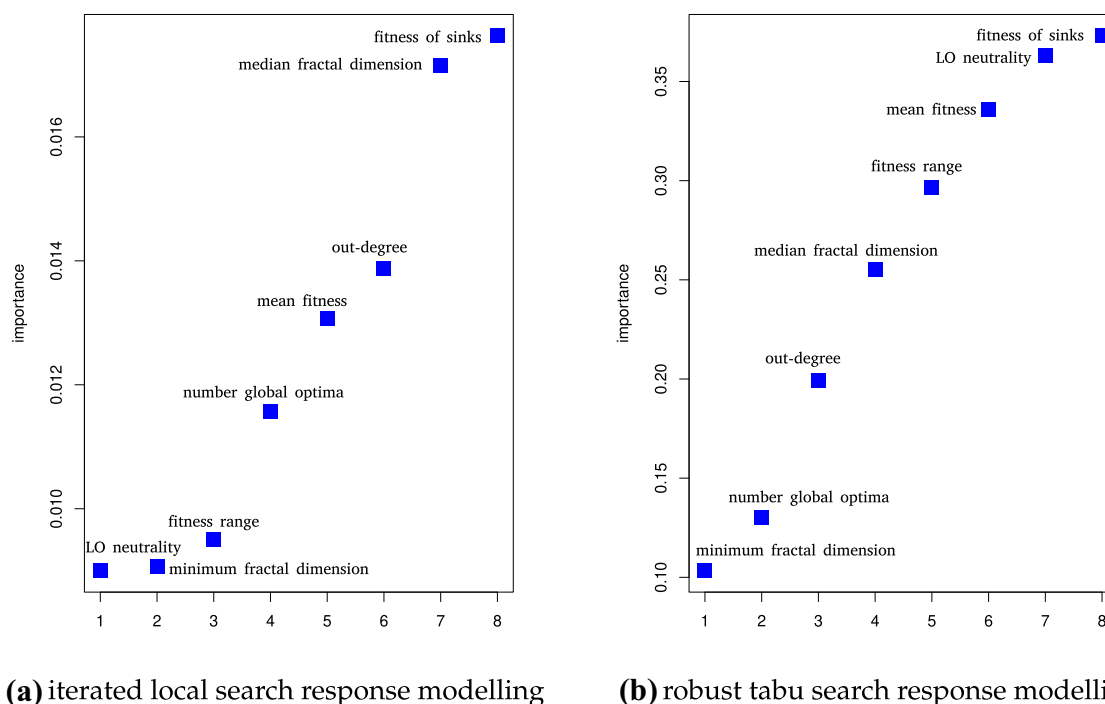 fitness of sinks
median fractal dimension
out-degree
mean fitness
number global optima
fitness range
LO neutrality
minimum fractal dimension
importance
0.016
0.014
0.012
0.010
1 2 3 4 5 6 7 8
(a) iterated local search response modelling
fitness of sinks
LO neutrality
mean fitness
fitness range
median fractal dimension
out-degree
number global optima
minimum fractal dimension
importance
0.35
0.30
0.25
0.20
0.15
0.10
1 2 3 4 5 6 7 8
(b) robust tabu search response modelli